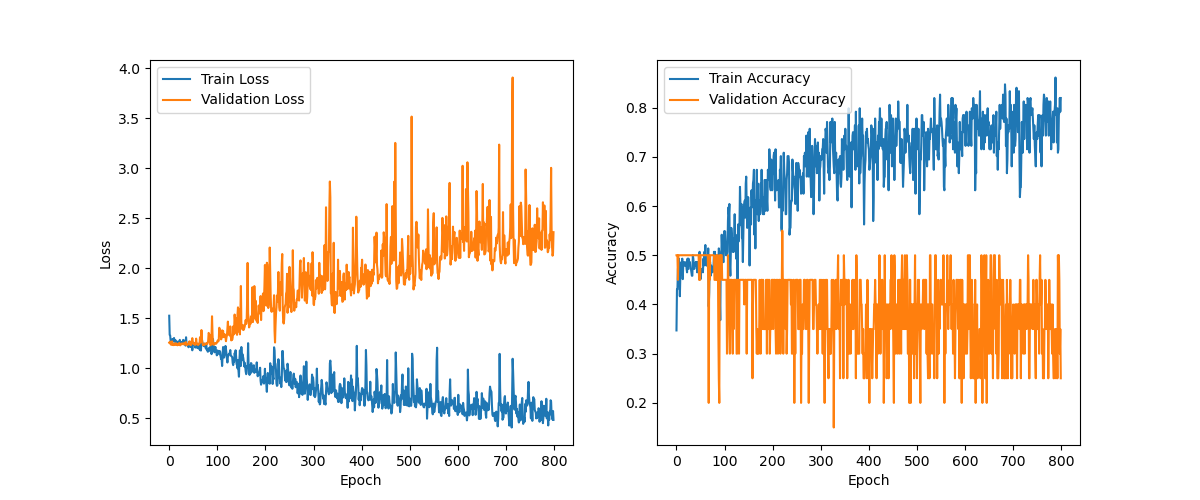 4.0
3.5
3.0
2.5
2.0
1.5
1.0
0.5
Loss
Train Loss
Validation Loss
0 100 200 300 400 500 600 700 800
Epoch
0.8
0.7
0.6
0.5
0.4
0.3
0.2
Accuracy
Train Accuracy
Validation Accuracy
0 100 200 300 400 500 600 700 800
Epoch